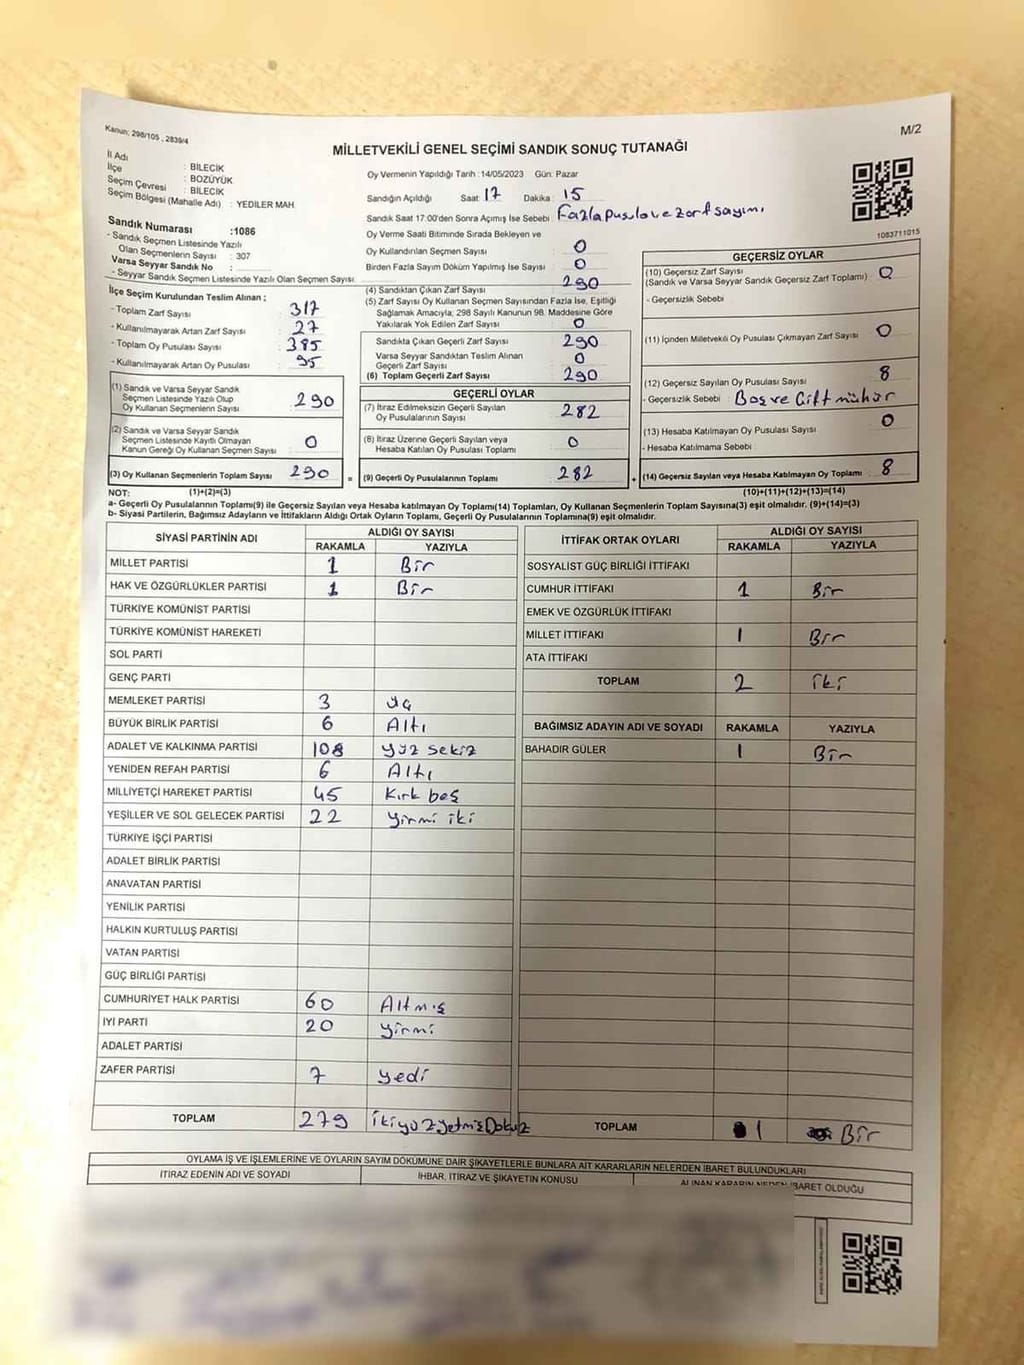 Kanun; 298/105 , 2839/4
M/2
MİLLETVEKİLİ GENEL SEÇİMİ SANDIK SONUÇ TUTANAĞI
İl Adı : BİLECİK
İlçe : BOZÜYÜK
Seçim Çevresi : BİLECİK
Seçim Bölgesi (Mahalle Adı) : YEDİLER MAH
Oy Vermenin Yapıldığı Tarih :14/05/2023 Gün: Pazar
Sandığın Açıldığı Saat: 17 Dakika : 15
Sandık Saat 17:00'den Sonra Açımış İse Sebebi : Fazla pusula ve zarf sayımı
1083711015
Sandık Numarası :1086
- Sandık Seçmen Listesinde Yazılı
Olan Seçmenlerin Sayısı : 307
Varsa Seyyar Sandık No :
- Seyyar Sandık Seçmen Listesinde Yazılı Olan Seçmen Sayısı:
Oy Verme Saati Bitiminde Sırada Bekleyen ve
Oy Kullandırılan Seçmen Sayısı 0
Birden Fazla Sayım Döküm Yapılmış İse Sayısı : 0
(4) Sandıktan Çıkan Zarf Sayısı : 290
(5) Zarf Sayısı Oy Kullanan Seçmen Sayısından Fazla İse, Eşitliği
Sağlamak Amacıyla; 298 Sayılı Kanunun 98. Maddesine Göre
Yakılarak Yok Edilen Zarf Sayısı : 0
Sandıkta Çıkan Geçerli Zarf Sayısı : 290
Varsa Seyyar Sandıktan Teslim Alınan
Geçerli Zarf Sayısı : 0
(6) Toplam Geçerli Zarf Sayısı : 290
İlçe Seçim Kurulundan Teslim Alınan ;
- Toplam Zarf Sayısı : 317
- Kullanılmayarak Artan Zarf Sayısı : 27
- Toplam Oy Pusulası Sayısı : 385
- Kullanılmayarak Artan Oy Pusulası : 95
(1) Sandık ve Varsa Seyyar Sandık
Seçmen Listesinde Yazılı Olup
Oy Kullanan Seçmenlerin Sayısı : 290
(2) Sandık ve Varsa Seyyar Sandık
Seçmen Listesinde Kayıtlı Olmayan
Kanun Gereği Oy Kullanan Seçmen Sayısı : 0
(3) Oy Kullanan Seçmenlerin Toplam Sayısı : 290 =
GEÇERLİ OYLAR
(7) İtiraz Edilmeksizin Geçerli Sayılan
Oy Pusulalarının Sayısı : 282
(8) İtiraz Üzerine Geçerli Sayılan veya
Hesaba Katılan Oy Pusulası Toplamı : 0
(9) Geçerli Oy Pusulalarının Toplamı : 282 +
GEÇERSİZ OYLAR
(10) Geçersiz Zarf Sayısı
(Sandık ve Varsa Seyyar Sandık Geçersiz Zarf Toplamı) : 0
- Geçersizlik Sebebi :
(11) İçinden Milletvekili Oy Pusulası Çıkmayan Zarf Sayısı : 0
(12) Geçersiz Sayılan Oy Pusulası Sayısı : 8
- Geçersizlik Sebebi : Boş ve Çift mühür
(13) Hesaba Katılmayan Oy Pusulası Sayısı : 0
- Hesaba Katılmama Sebebi :
(14) Geçersiz Sayılan veya Hesaba Katılmayan Oy Toplamı : 8
NOT: (1)+(2)=(3) (10)+(11)+(12)+(13)=(14)
a- Geçerli Oy Pusulalarının Toplamı(9) ile Geçersiz Sayılan veya Hesaba katılmayan Oy Toplamı(14) Toplamları, Oy Kullanan Seçmenlerin Toplam Sayısına(3) eşit olmalıdır. (9)+(14)=(3)
b- Siyasi Partilerin, Bağımsız Adayların ve İttifakların Aldığı Ortak Oyların Toplamı, Geçerli Oy Pusulalarının Toplamına(9) eşit olmalıdır.
SİYASİ PARTİNİN ADI ALDIĞI OY SAYISI
RAKAMLA YAZIYLA
MİLLET PARTİSİ 1 Bir
HAK VE ÖZGÜRLÜKLER PARTİSİ 1 Bir
TÜRKİYE KOMÜNİST PARTİSİ
TÜRKİYE KOMÜNİST HAREKETİ
SOL PARTİ
GENÇ PARTİ
MEMLEKET PARTİSİ 3 üç
BÜYÜK BİRLİK PARTİSİ 6 Altı
ADALET VE KALKINMA PARTİSİ 108 yüz sekiz
YENİDEN REFAH PARTİSİ 6 Altı
MİLLİYETÇİ HAREKET PARTİSİ 45 Kırk beş
YEŞİLLER VE SOL GELECEK PARTİSİ 22 yirmi iki
TÜRKİYE İŞÇİ PARTİSİ
ADALET BİRLİK PARTİSİ
ANAVATAN PARTİSİ
YENİLİK PARTİSİ
HALKIN KURTULUŞ PARTİSİ
VATAN PARTİSİ
GÜÇ BİRLİĞİ PARTİSİ
CUMHURİYET HALK PARTİSİ 60 Altmış
İYİ PARTİ 20 yirmi
ADALET PARTİSİ
ZAFER PARTİSİ 7 yedi
TOPLAM 279 ikiyüz yetmiş Dokuz
İTTİFAK ORTAK OYLARI ALDIĞI OY SAYISI
RAKAMLA YAZIYLA
SOSYALİST GÜÇ BİRLİĞİ İTTİFAKI
CUMHUR İTTİFAKI 1 Bir
EMEK VE ÖZGÜRLÜK İTTİFAKI
MİLLET İTTİFAKI 1 Bir
ATA İTTİFAKI
TOPLAM 2 iki
BAĞIMSIZ ADAYIN ADI VE SOYADI RAKAMLA YAZIYLA
BAHADIR GÜLER 1 Bir
TOPLAM 1 Bir
OYLAMA İŞ VE İŞLEMLERİNE VE OYLARIN SAYIM DÖKÜMÜNE DAİR ŞİKAYETLERLE BUNLARA AİT KARARLARIN NELERDEN İBARET BULUNDUKLARI
İTİRAZ EDENİN ADI VE SOYADI İHBAR, İTİRAZ VE ŞİKAYETİN KONUSU ALINAN KARARIN NEDEN İBARET OLDUĞU